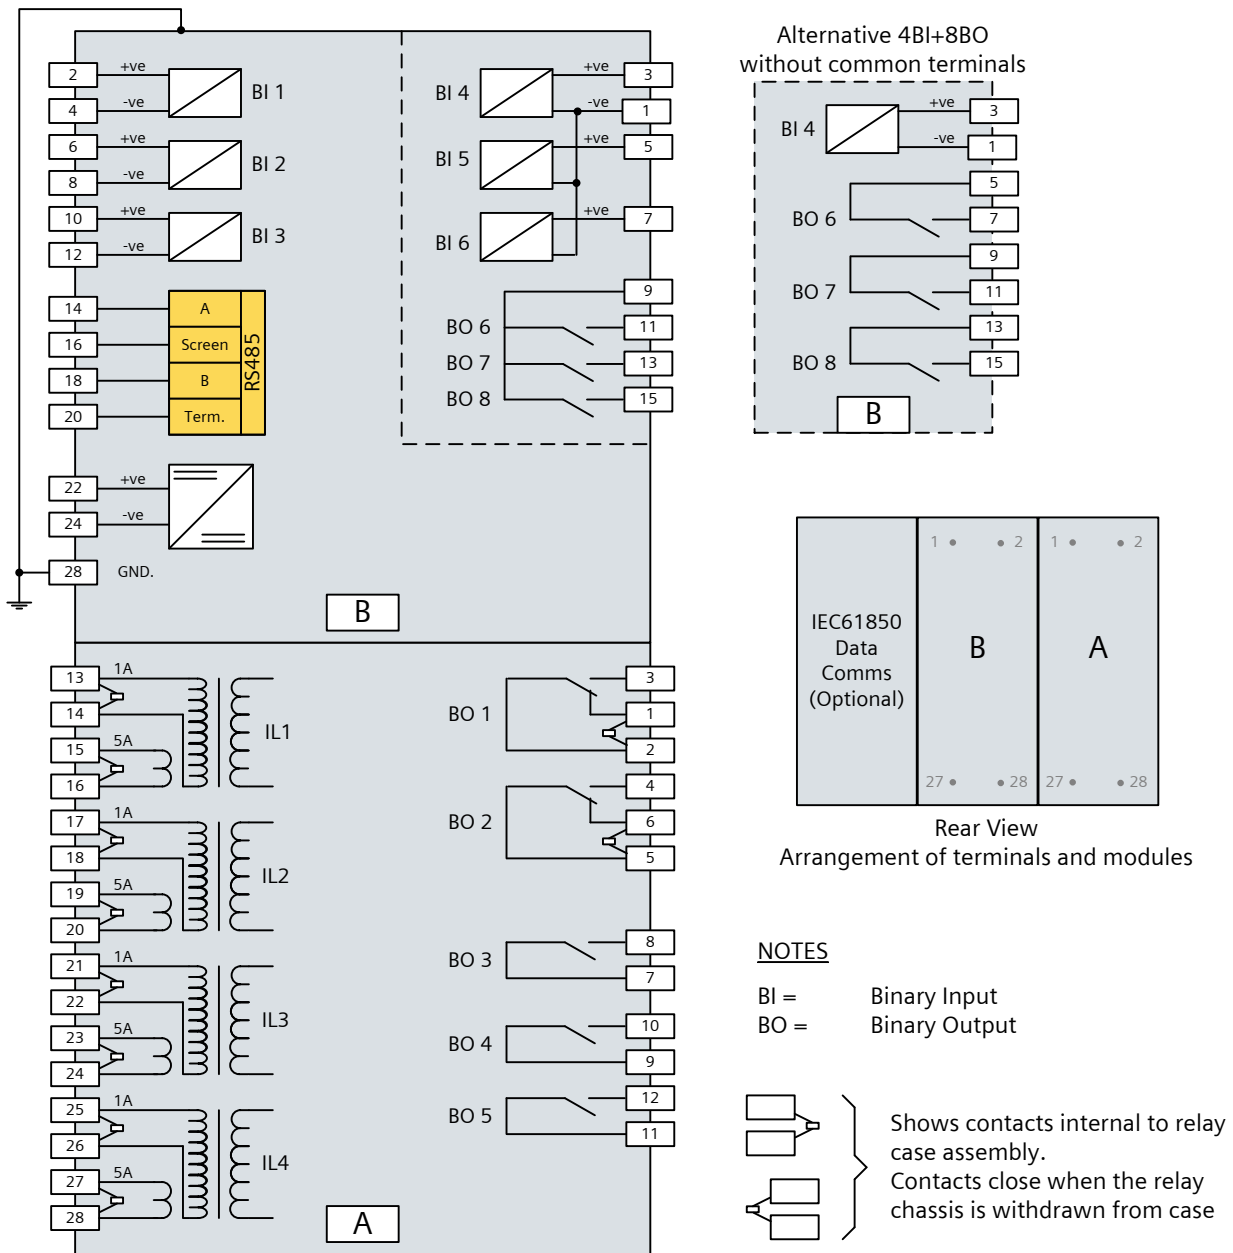 2
+ve
BI 1
4
-ve
6
+ve
BI 2
8
-ve
10
+ve
BI 3
12
-ve
14
A
16
Screen
18
B
20
Term.
RS485
22
+ve
24
-ve
28
GND.
BI 4
+ve
3
-ve
1
BI 5
+ve
5
BI 6
+ve
7
9
BO 6
11
BO 7
13
BO 8
15
B
Alternative 4BI+8BO
without common terminals
BI 4
+ve
3
-ve
1
5
BO 6
7
9
BO 7
11
13
BO 8
15
B
13
1A
14
15
5A
16
IL1
17
1A
18
19
5A
20
IL2
21
1A
22
23
5A
24
IL3
25
1A
26
27
5A
28
IL4
BO 1
3
1
2
BO 2
4
6
5
BO 3
8
7
BO 4
10
9
BO 5
12
11
A
IEC61850
Data
Comms
(Optional)
1
2
B
27
28
1
2
A
27
28
Rear View
Arrangement of terminals and modules
NOTES
BI = Binary Input
BO = Binary Output
Shows contacts internal to relay
case assembly.
Contacts close when the relay
chassis is withdrawn from case